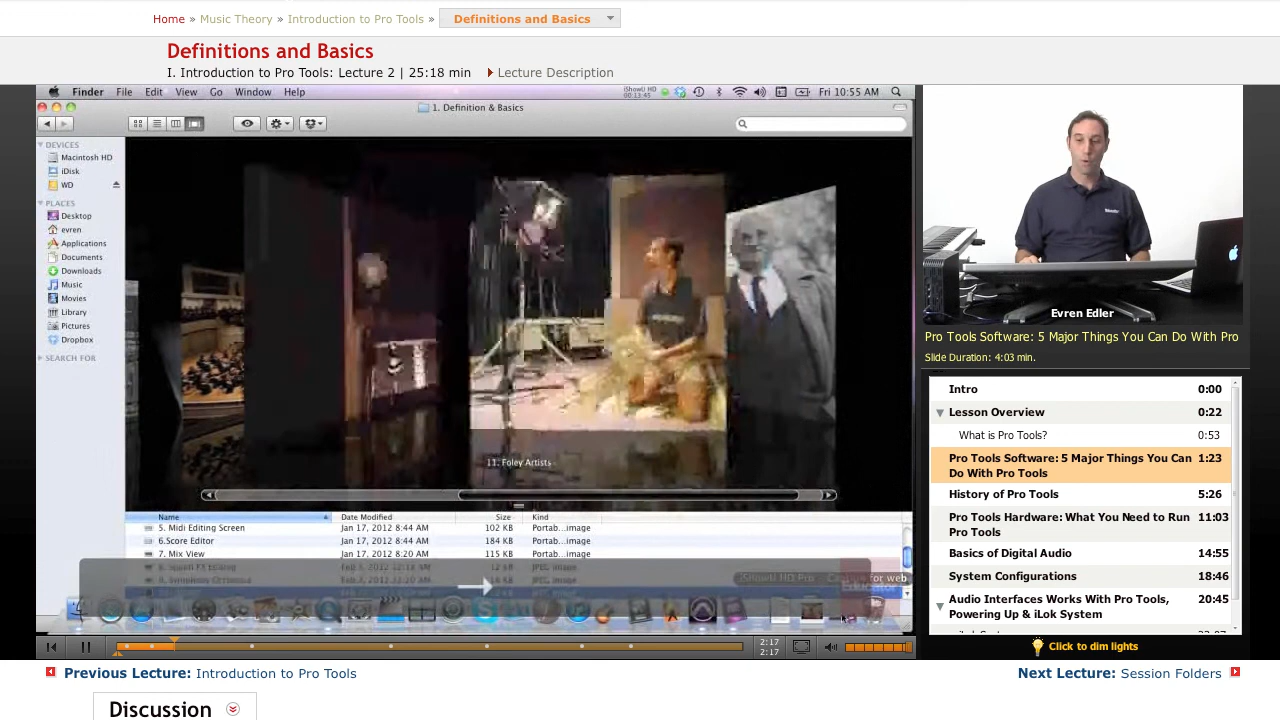 Home » Music Theory » Introduction to Pro Tools » Definitions and Basics
Definitions and Basics
I. Introduction to Pro Tools: Lecture 2 | 25:18 min Lecture Description
Finder File Edit View Go Window Help
Fri 10:55 AM
1. Definition & Basics
DEVICES
Macintosh HD
iDisk
WD
PLACES
Desktop
evren
Applications
Documents
Downloads
Music
Movies
Library
Pictures
Dropbox
SEARCH FOR
11. Foley Artists
Name Date Modified Size Kind
5. Midi Editing Screen Jan 17, 2012 8:44 AM 102 KB Portab...image
6.Score Editor Jan 17, 2012 8:44 AM 184 KB Portab...image
7. Mix View Jan 17, 2012 8:20 AM 115 KB Portab...image
for web
2:17
2:17
Evren Edler
Pro Tools Software: 5 Major Things You Can Do With Pro
Slide Duration: 4:03 min.
Intro 0:00
Lesson Overview 0:22
What is Pro Tools? 0:53
Pro Tools Software: 5 Major Things You Can 1:23
Do With Pro Tools
History of Pro Tools 5:26
Pro Tools Hardware: What You Need to Run 11:03
Pro Tools
Basics of Digital Audio 14:55
System Configurations 18:46
Audio Interfaces Works With Pro Tools, 20:45
Powering Up & iLok System
Click to dim lights
Previous Lecture: Introduction to Pro Tools
Next Lecture: Session Folders
Discussion